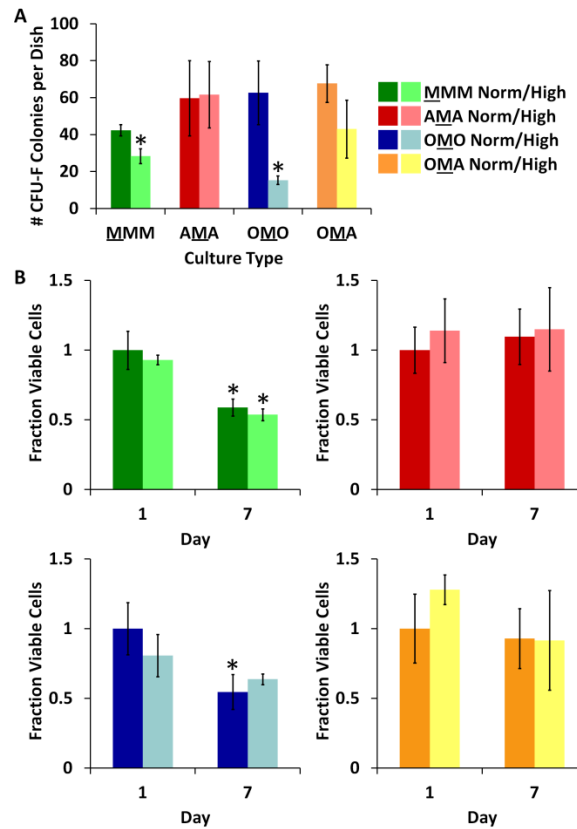 A
# CFU-F Colonies per Dish
100
80
60
40
20
0
*
*
MMM AMA OMO OMA
Culture Type
MMM Norm/High
AMA Norm/High
OMO Norm/High
OMA Norm/High
B
Fraction Viable Cells
1.5
1
0.5
0
* *
1 7
Day
Fraction Viable Cells
1.5
1
0.5
0
1 7
Day
Fraction Viable Cells
1.5
1
0.5
0
*
1 7
Day
Fraction Viable Cells
1.5
1
0.5
0
1 7
Day